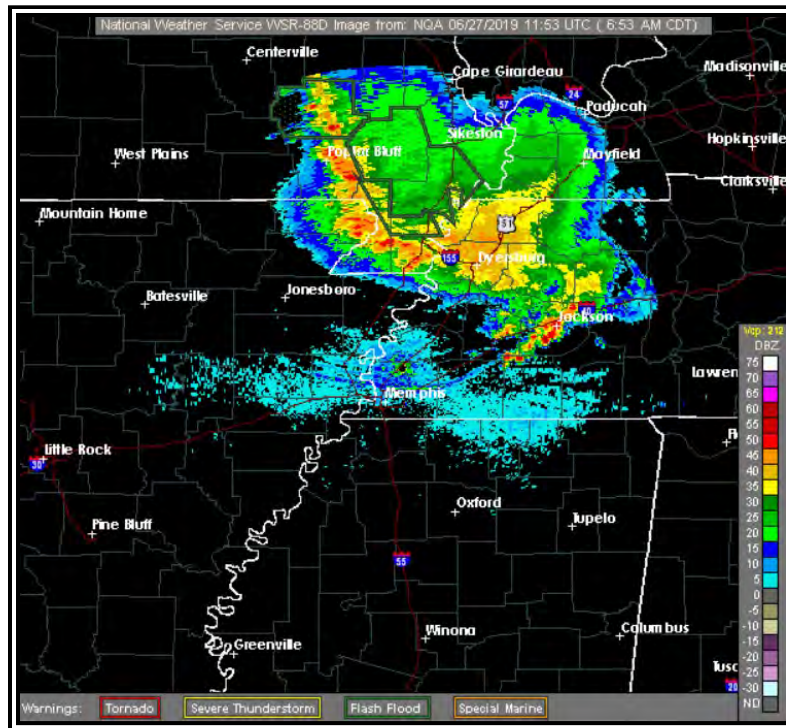 National Weather Service WSR-88D Image from: NQA 06/27/2019 11:53 UTC ( 6:53 AM CDT)
Centerville
Cape Girardeau
Madisonville
57
24
Paducah
Sikeston
Hopkinsville
West Plains
Poplar Bluff
Mayfield
Clarksville
Mountain Home
51
155
Dyersburg
Batesville
Jonesboro
Jackson
Vcp: 212
DBZ
75
70
65
60
55
50
45
40
35
30
25
20
15
10
5
0
-5
-10
-15
-20
-25
-30
ND
Lawren
Memphis
Little Rock
30
Oxford
Tupelo
Pine Bluff
55
Winona
Columbus
Greenville
Tusc
20
Warnings:
Tornado
Severe Thunderstorm
Flash Flood
Special Marine